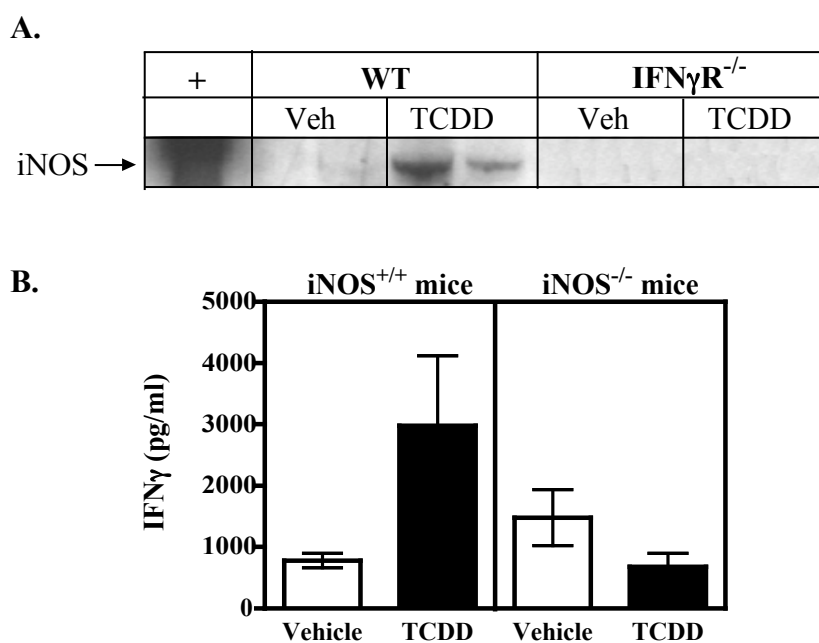 A.
+ WT IFNγR-/-
Veh TCDD Veh TCDD
iNOS
B.
iNOS+/+ mice iNOS-/- mice
IFNγ (pg/ml)
5000
4000
3000
2000
1000
0
Vehicle TCDD Vehicle TCDD